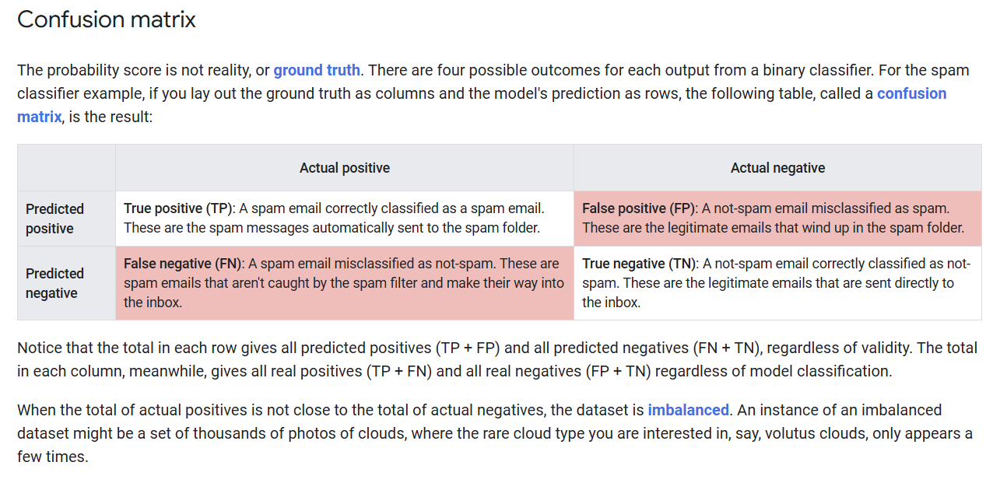 Confusion matrix
The probability score is not reality, or ground truth. There are four possible outcomes for each output from a binary classifier. For the spam
classifier example, if you lay out the ground truth as columns and the model's prediction as rows, the following table, called a confusion
matrix, is the result:
Actual positive
Actual negative
Predicted
positive
True positive (TP): A spam email correctly classified as a spam email.
These are the spam messages automatically sent to the spam folder.
False positive (FP): A not-spam email misclassified as spam.
These are the legitimate emails that wind up in the spam folder.
Predicted
negative
False negative (FN): A spam email misclassified as not-spam. These are
spam emails that aren't caught by the spam filter and make their way into
the inbox.
True negative (TN): A not-spam email correctly classified as not-
spam. These are the legitimate emails that are sent directly to
the inbox.
Notice that the total in each row gives all predicted positives (TP + FP) and all predicted negatives (FN + TN), regardless of validity. The total
in each column, meanwhile, gives all real positives (TP + FN) and all real negatives (FP + TN) regardless of model classification.
When the total of actual positives is not close to the total of actual negatives, the dataset is imbalanced. An instance of an imbalanced
dataset might be a set of thousands of photos of clouds, where the rare cloud type you are interested in, say, volutus clouds, only appears a
few times.